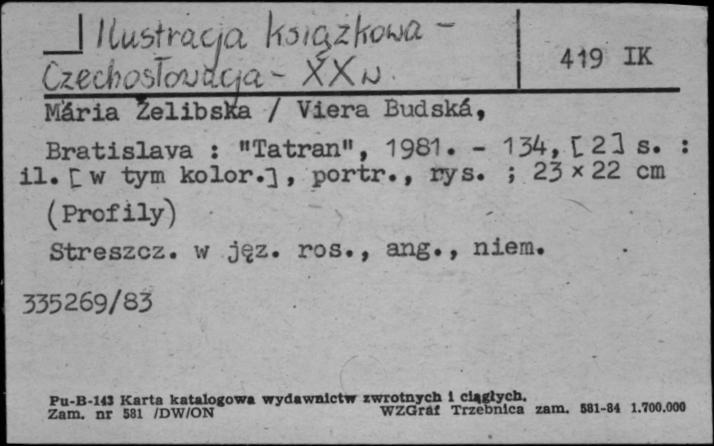 Ilustracja książkowa -
Czechosłowacja - XX w.
419 IK
Mária Želibska / Viera Budská,
Bratislava : "Tatran", 1981. - 134, [2] s. :
il. [w tym kolor.], portr., rys. ; 23 × 22 cm
(Profily)
Streszcz. w jęz. ros., ang., niem.
335269/83
Pu-B-143 Karta katalogowa wydawnictw zwrotnych i ciągłych.
Zam. nr 581 /DW/ON WZGraf Trzebnica zam. 581-84 1.700.000